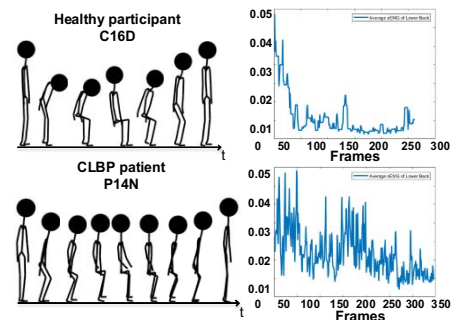 Healthy participant
C16D
t
0.05
0.04
0.03
0.02
0.01
Average sEMG of Lower Back
0 50 100 150 200 250 300
Frames
CLBP patient
P14N
t
0.05
0.04
0.03
0.02
0.01
Average sEMG of Lower Back
0 50 100 150 200 250 300 350
Frames